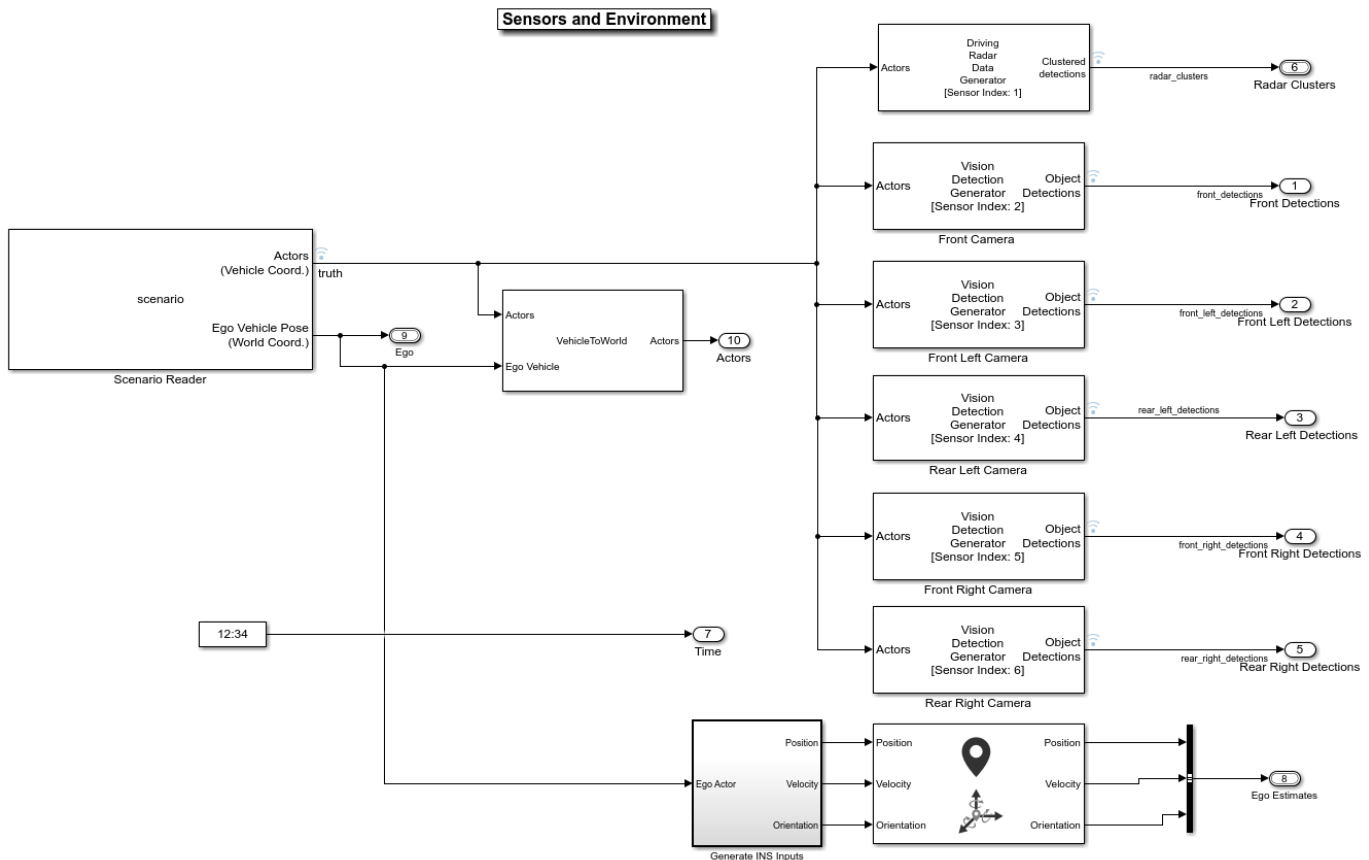 Sensors and Environment
Actors
(Vehicle Coord.)
scenario
Ego Vehicle Pose
(World Coord.)
Scenario Reader
truth
9
Ego
Actors
Ego Vehicle
VehicleToWorld
Actors
10
Actors
Actors
Driving
Radar
Data
Generator
[Sensor Index: 1]
Clustered
detections
radar_clusters
6
Radar Clusters
Actors
Vision
Detection
Generator
[Sensor Index: 2]
Object
Detections
Front Camera
front_detections
1
Front Detections
Actors
Vision
Detection
Generator
[Sensor Index: 3]
Object
Detections
Front Left Camera
front_left_detections
2
Front Left Detections
Actors
Vision
Detection
Generator
[Sensor Index: 4]
Object
Detections
Rear Left Camera
rear_left_detections
3
Rear Left Detections
Actors
Vision
Detection
Generator
[Sensor Index: 5]
Object
Detections
Front Right Camera
front_right_detections
4
Front Right Detections
Actors
Vision
Detection
Generator
[Sensor Index: 6]
Object
Detections
Rear Right Camera
rear_right_detections
5
Rear Right Detections
12:34
7
Time
Ego Actor
Position
Velocity
Orientation
Generate INS Inputs
Position
Velocity
Orientation
Position
Velocity
Orientation
8
Ego Estimates